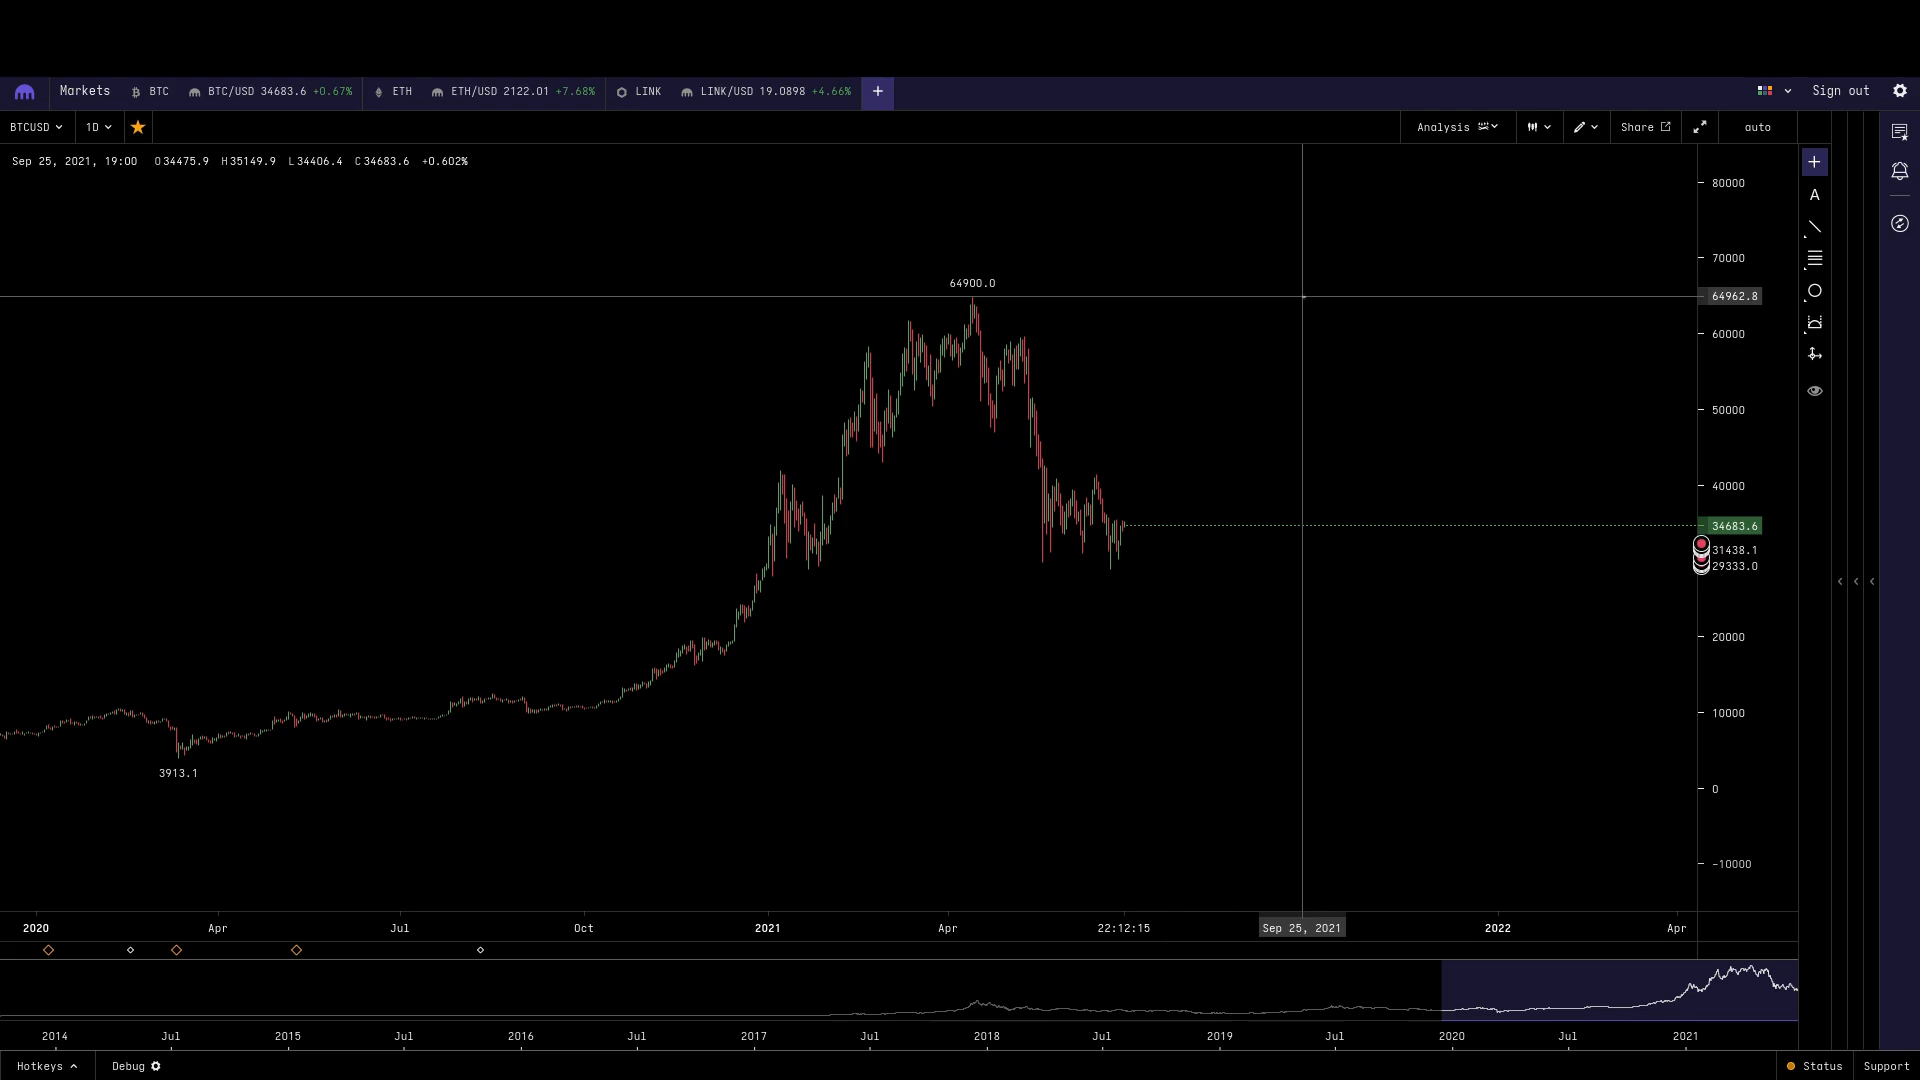 Markets BTC BTC/USD 34683.6 +0.67% ETH ETH/USD 2122.01 +7.68% LINK LINK/USD 19.0898 +4.66% + Sign out
BTCUSD 1D Analysis Share auto
Sep 25, 2021, 19:00 O34475.9 H35149.9 L34406.4 C34683.6 +0.602%
A
80000
70000
64900.0
64962.8
60000
50000
40000
34683.6
31438.1
29333.0
20000
10000
3913.1
0
-10000
2020 Apr Jul Oct 2021 Apr 22:12:15 Sep 25, 2021 2022 Apr
2014 Jul 2015 Jul 2016 Jul 2017 Jul 2018 Jul 2019 Jul 2020 Jul 2021
Hotkeys Debug Status Support